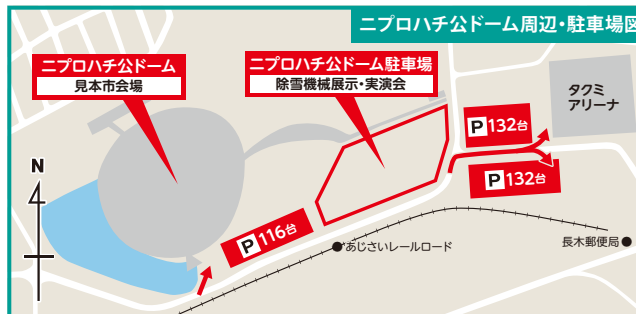 ニプロハチ公ドーム周辺・駐車場図
ニプロハチ公ドーム
見本市会場
ニプロハチ公ドーム駐車場
除雪機械展示・実演会
タクミ
アリーナ
P132台
P132台
N
P116台
あじさいレールロード
長木郵便局